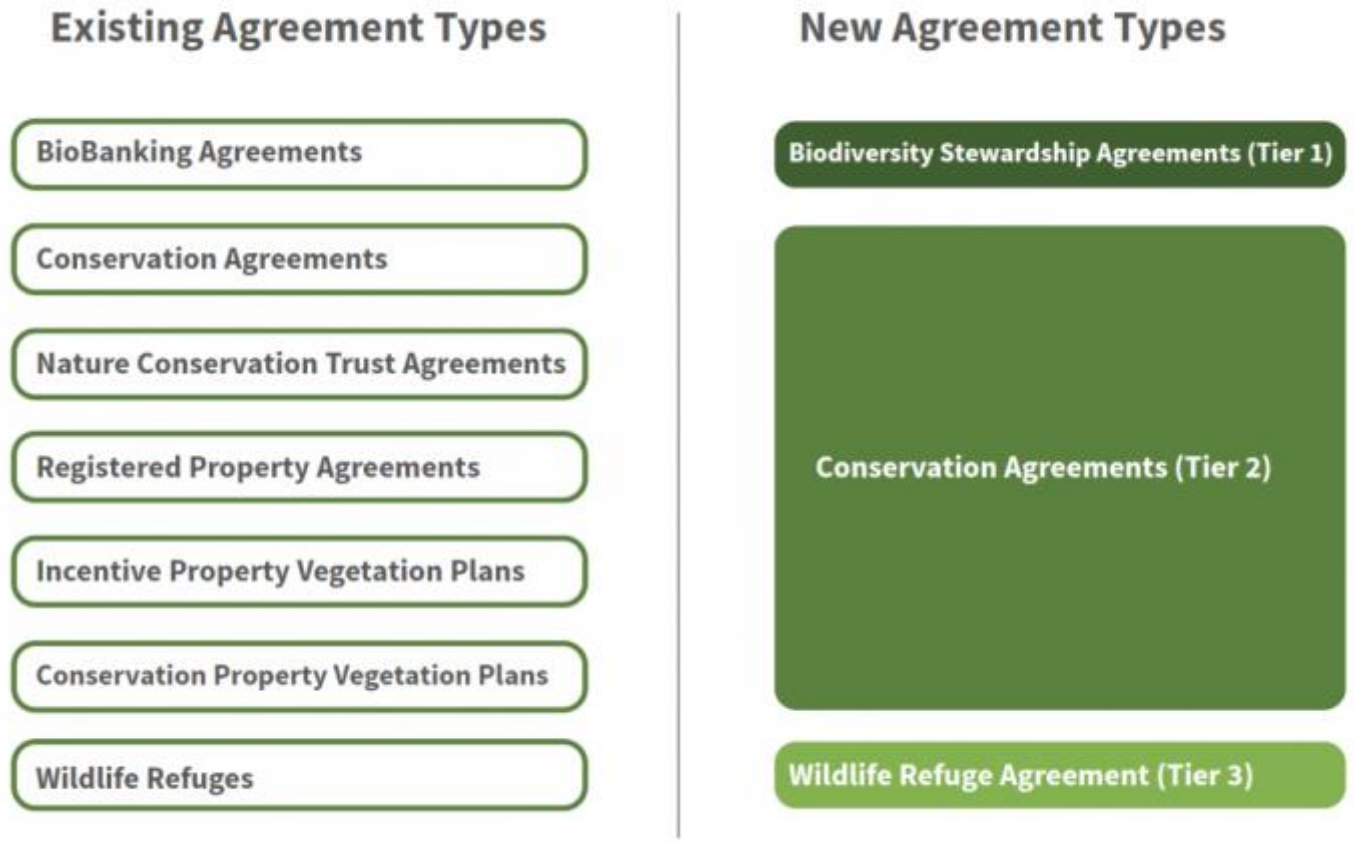 Existing Agreement Types
BioBanking Agreements
Conservation Agreements
Nature Conservation Trust Agreements
Registered Property Agreements
Incentive Property Vegetation Plans
Conservation Property Vegetation Plans
Wildlife Refuges
New Agreement Types
Biodiversity Stewardship Agreements (Tier 1)
Conservation Agreements (Tier 2)
Wildlife Refuge Agreement (Tier 3)